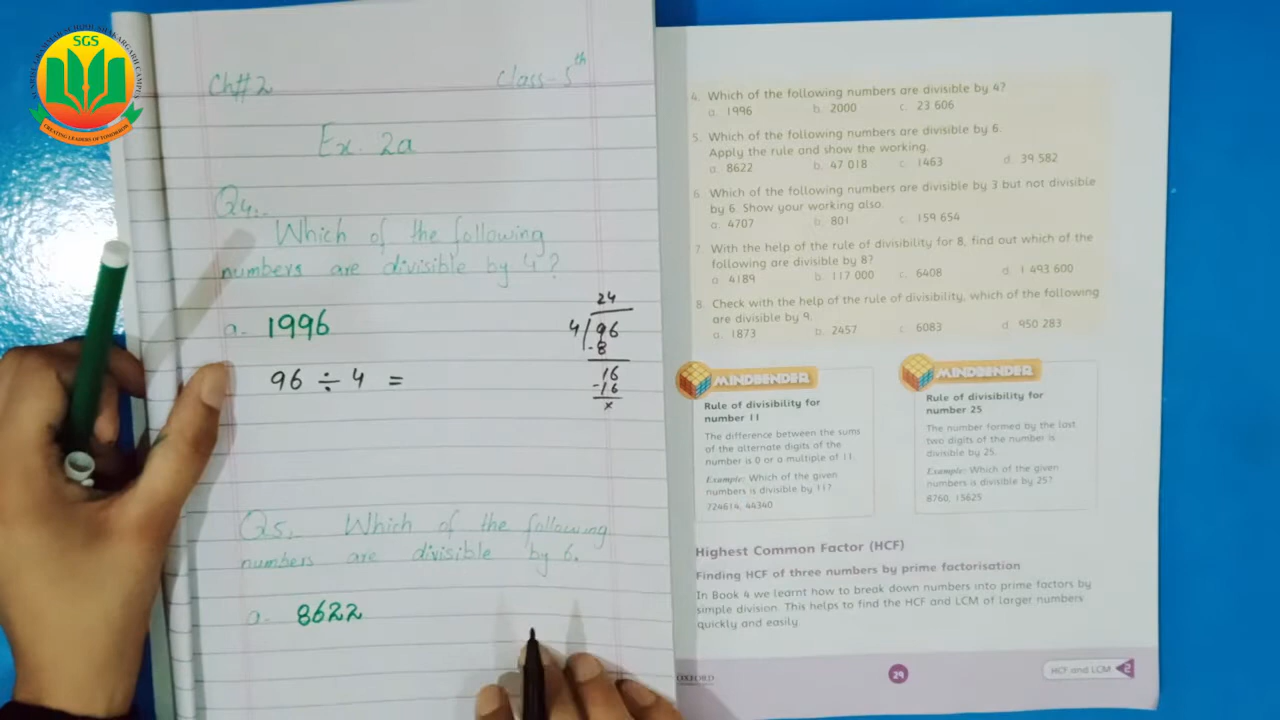 SGS
CREATING LEADERS OF TOMORROW
Ch# 2
Class-5th
Ex. 2a
Q4.
Which of the following
numbers are divisible by 4?
a. 1996
96 ÷ 4 =
24
4 96
-8
16
-16
x
Q5. Which of the following
numbers are divisible by 6.
a. 8622
4. Which of the following numbers are divisible by 4?
a. 1996 b. 2000 c. 23 606
5. Which of the following numbers are divisible by 6.
Apply the rule and show the working.
a. 8622 b. 47 018 c. 1463 d. 39 582
6. Which of the following numbers are divisible by 3 but not divisible
by 6. Show your working also.
a. 4707 b. 801 c. 159 654
7. With the help of the rule of divisibility for 8, find out which of the
following are divisible by 8?
a. 4189 b. 117 000 c. 6408 d. 1 493 600
8. Check with the help of the rule of divisibility, which of the following
are divisible by 9.
a. 1873 b. 2457 c. 6083 d. 950 283
MINDBENDER
Rule of divisibility for
number 11
The difference between the sums
of the alternate digits of the
number is 0 or a multiple of 11.
Example: Which of the given
numbers is divisible by 11?
724614, 44340
MINDBENDER
Rule of divisibility for
number 25
The number formed by the last
two digits of the number is
divisible by 25.
Example: Which of the given
numbers is divisible by 25?
8760, 15625
Highest Common Factor (HCF)
Finding HCF of three numbers by prime factorisation
In Book 4 we learnt how to break down numbers into prime factors by
simple division. This helps to find the HCF and LCM of larger numbers
quickly and easily.
OXFORD
29
HCF and LCM 2